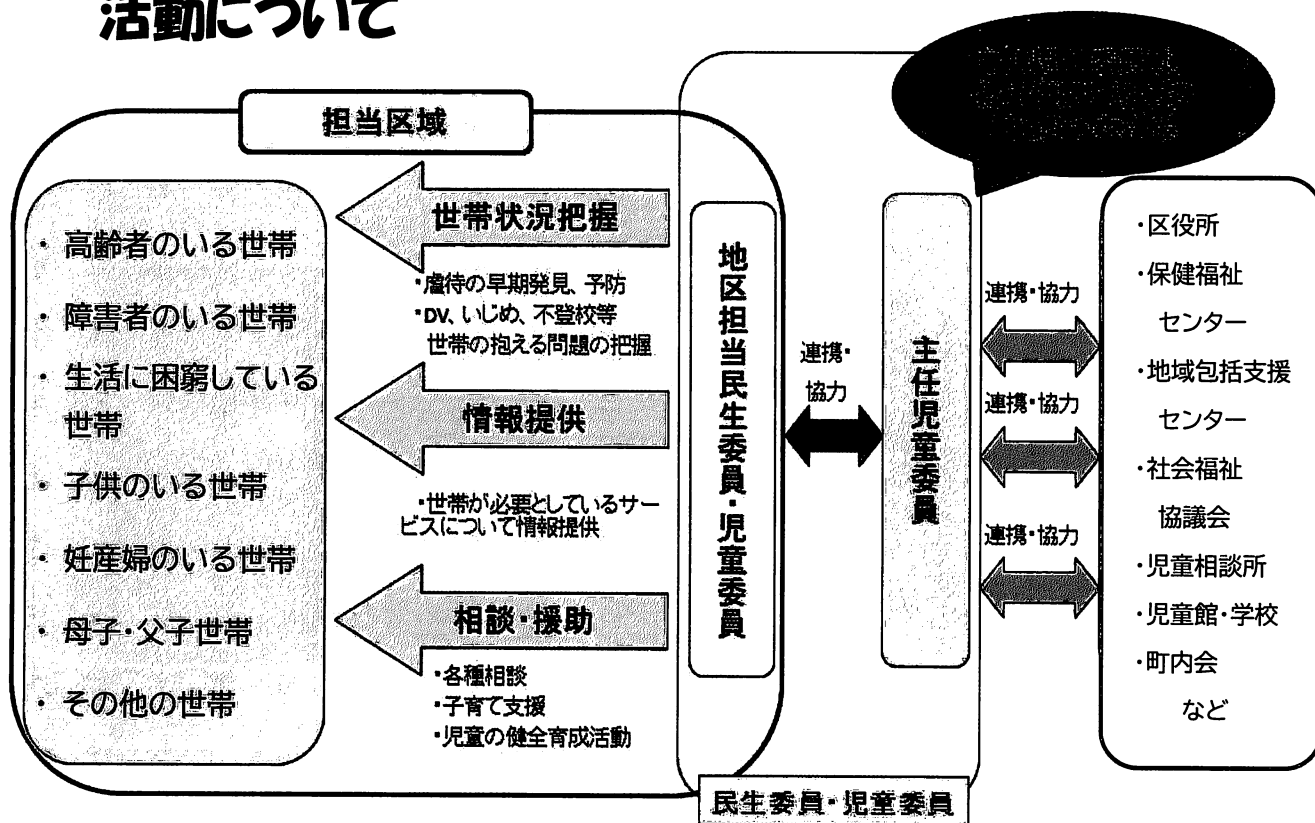 活動について
担当区域
・ 高齢者のいる世帯
・ 障害者のいる世帯
・ 生活に困窮している
世帯
・ 子供のいる世帯
・ 妊産婦のいる世帯
・ 母子・父子世帯
・ その他の世帯
世帯状況把握
・虐待の早期発見、予防
・DV、いじめ、不登校等
世帯の抱える問題の把握
情報提供
・世帯が必要としているサー
ビスについて情報提供
相談・援助
・各種相談
・子育て支援
・児童の健全育成活動
地区担当民生委員・児童委員
連携・
協力
主任児童委員
民生委員・児童委員
連携・協力
連携・協力
連携・協力
・区役所
・保健福祉
センター
・地域包括支援
センター
・社会福祉
協議会
・児童相談所
・児童館・学校
・町内会
など